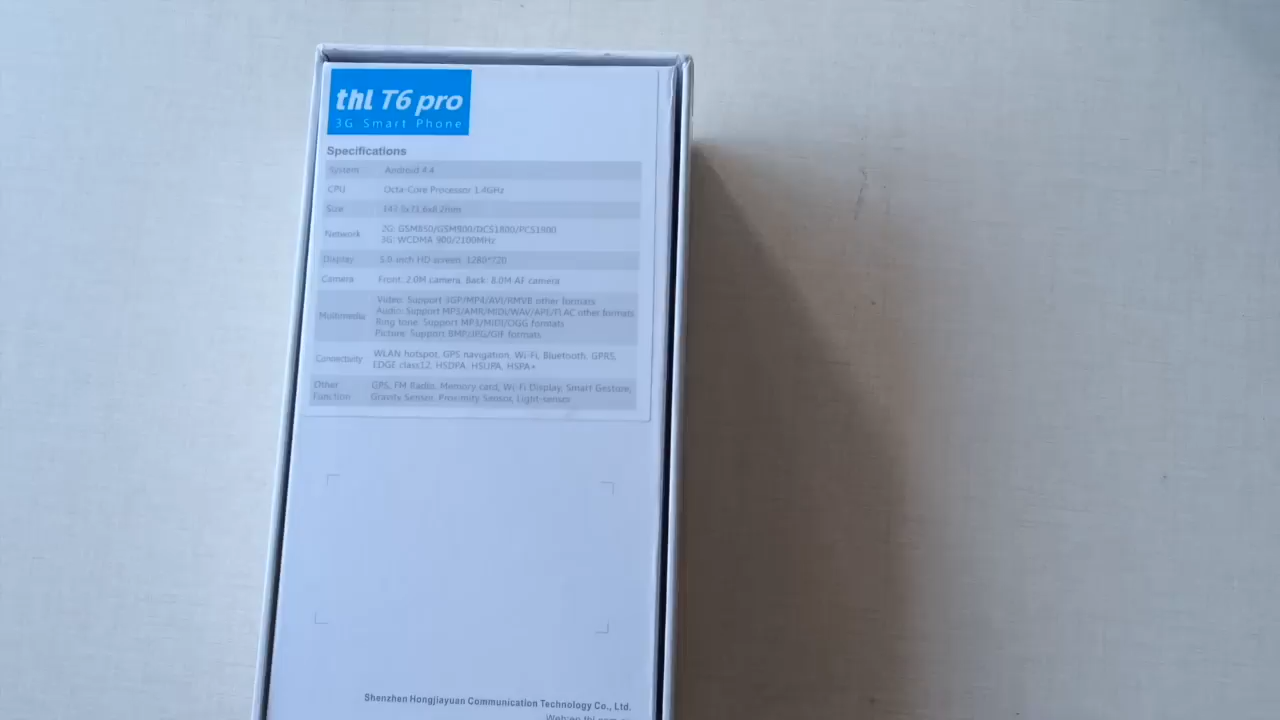 thl T6 pro
3G Smart Phone
Specifications
System Android 4.4
CPU Octa-Core Processor 1.4GHz
Size
Network 2G: GSM850/GSM900/DCS1800/PCS1900
3G: WCDMA 900/2100MHz
Display 5.0-inch HD screen 1280*720
Camera Front: 2.0M camera, Back: 8.0M AF camera
Multimedia Video: Support 3GP/MP4/AVI/RMVB other formats
Audio: Support MP3/AMR/MIDI/WAV/APE/FLAC other formats
Ring tone: Support MP3/MIDI/OGG formats
Picture: Support BMP/JPG/GIF formats
Connectivity WLAN hotspot, GPS navigation, Wi-Fi, Bluetooth, GPRS,
EDGE class12, HSDPA, HSUPA, HSPA+
Other Function GPS, FM Radio, Memory card, Wi-Fi Display, Smart Gesture,
Gravity Sensor, Proximity Sensor, Light-sensor
Shenzhen Hongjiayuan Communication Technology Co., Ltd.